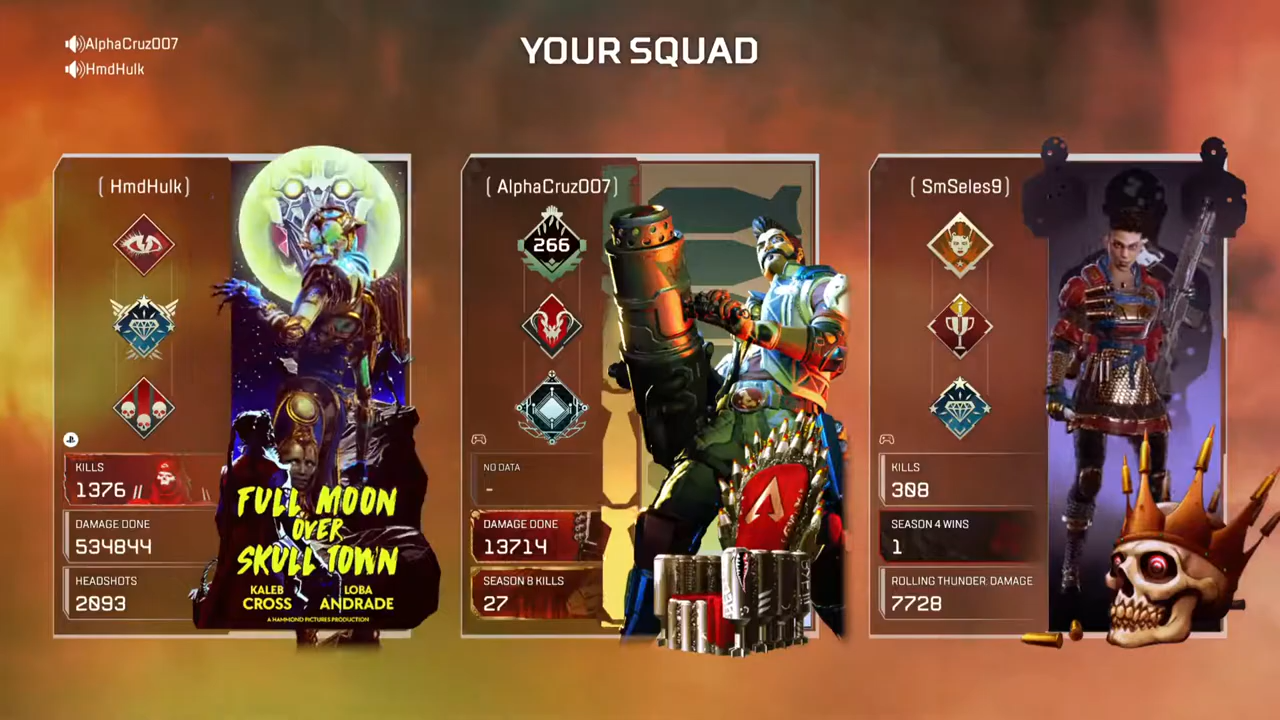 AlphaCruz007
HmdHulk
YOUR SQUAD
HmdHulk
KILLS
1376
DAMAGE DONE
534844
HEADSHOTS
2093
FULL MOON
OVER
SKULL TOWN
KALEB CROSS
LOBA ANDRADE
A HAMMOND PICTURES PRODUCTION
AlphaCruz007
266
NO DATA
-
DAMAGE DONE
13714
SEASON 8 KILLS
27
SmSeles9
KILLS
308
SEASON 4 WINS
1
ROLLING THUNDER: DAMAGE
7728